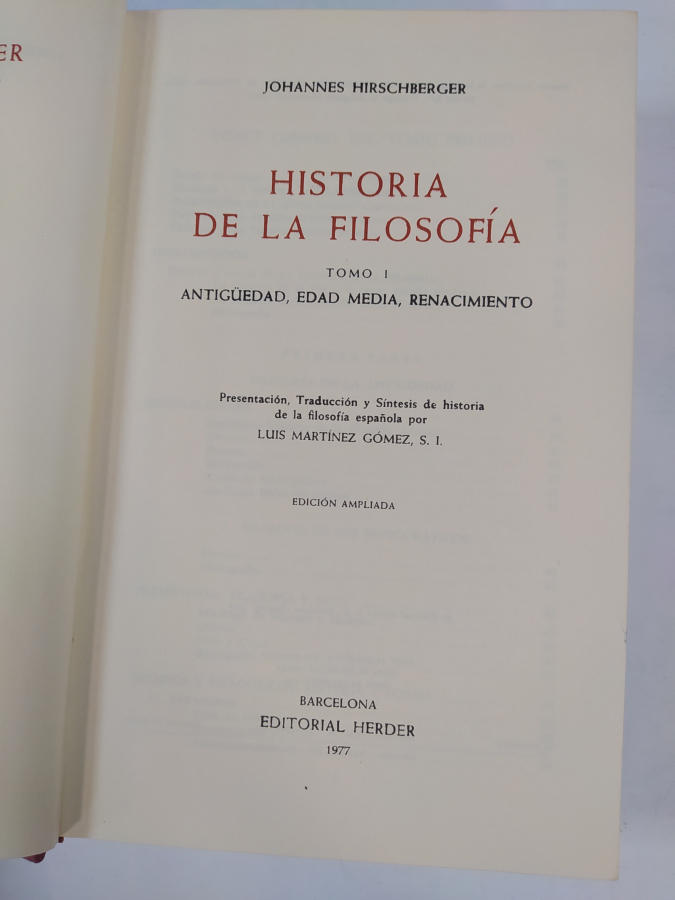 ER
JOHANNES HIRSCHBERGER
HISTORIA
DE LA FILOSOFÍA
TOMO I
ANTIGÜEDAD, EDAD MEDIA, RENACIMIENTO
Presentación, Traducción y Síntesis de historia
de la filosofía española por
LUIS MARTÍNEZ GÓMEZ, S. I.
EDICIÓN AMPLIADA
BARCELONA
EDITORIAL HERDER
1977